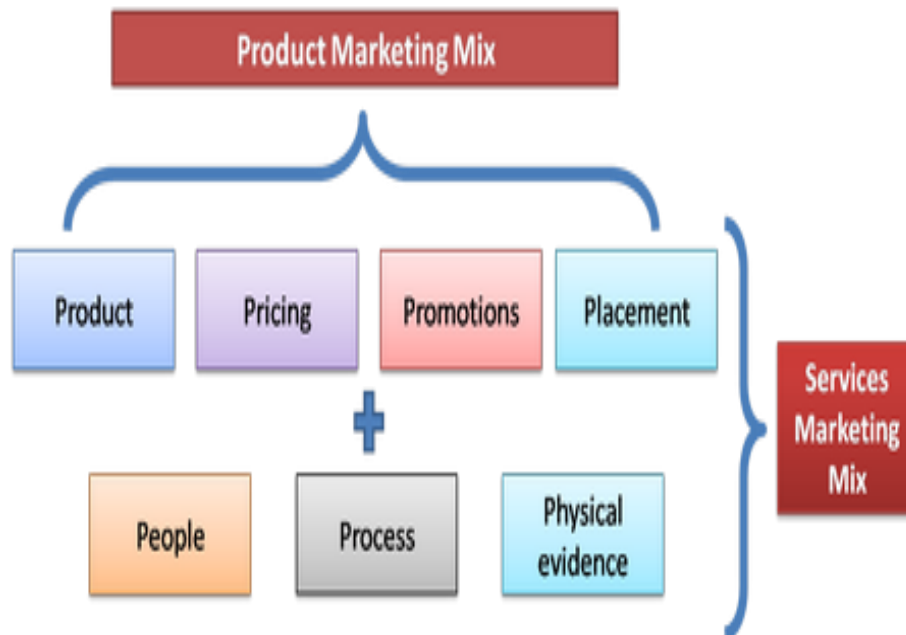 Product Marketing Mix
Product
Pricing
Promotions
Placement
Services
Marketing
Mix
People
Process
Physical
evidence